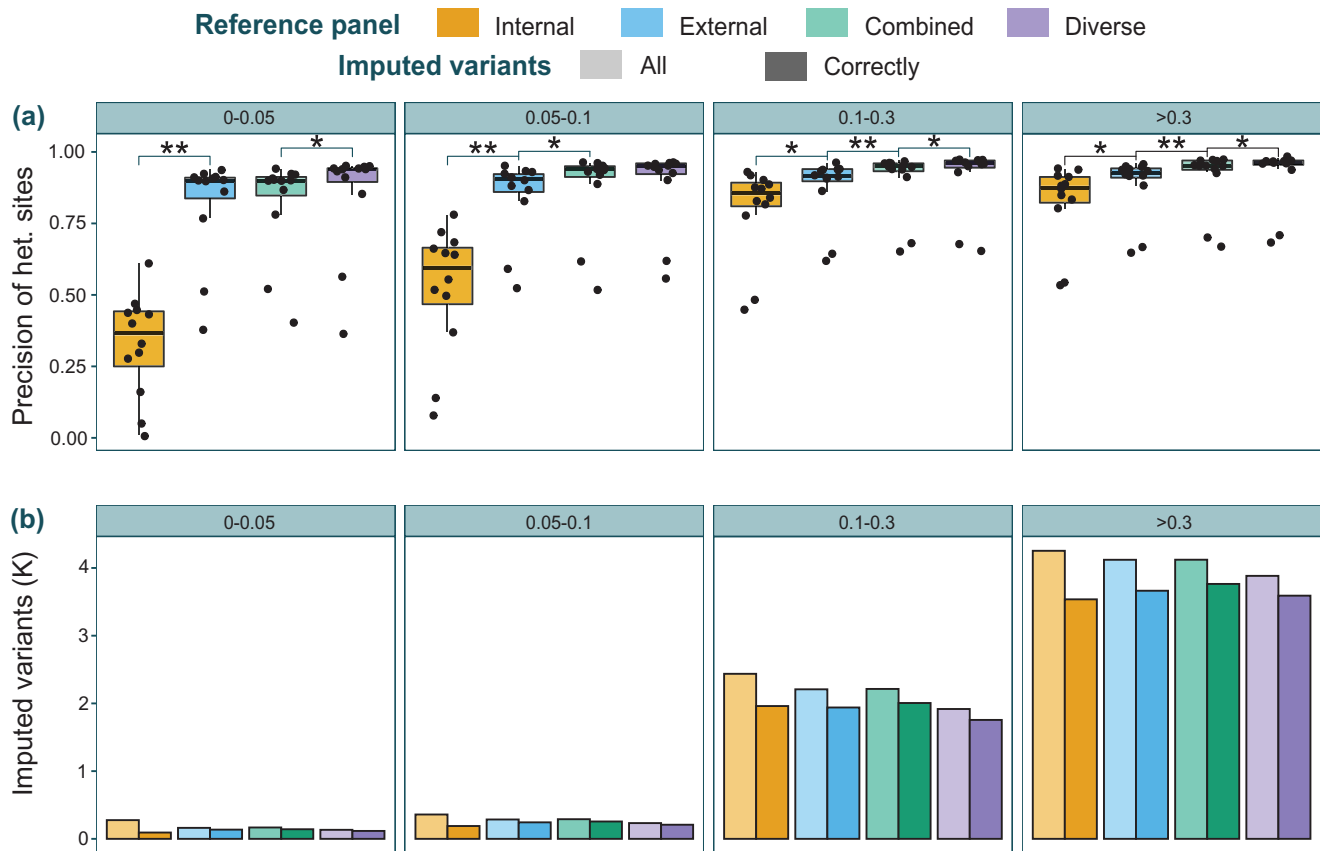 Reference panel Internal External Combined Diverse
Imputed variants All Correctly
(a) 0-0.05 0.05-0.1 0.1-0.3 >0.3
** * ** * * ** * * ** *
Precision of het. sites
1.00
0.75
0.50
0.25
0.00
(b) 0-0.05 0.05-0.1 0.1-0.3 >0.3
Imputed variants (K)
4
3
2
1
0